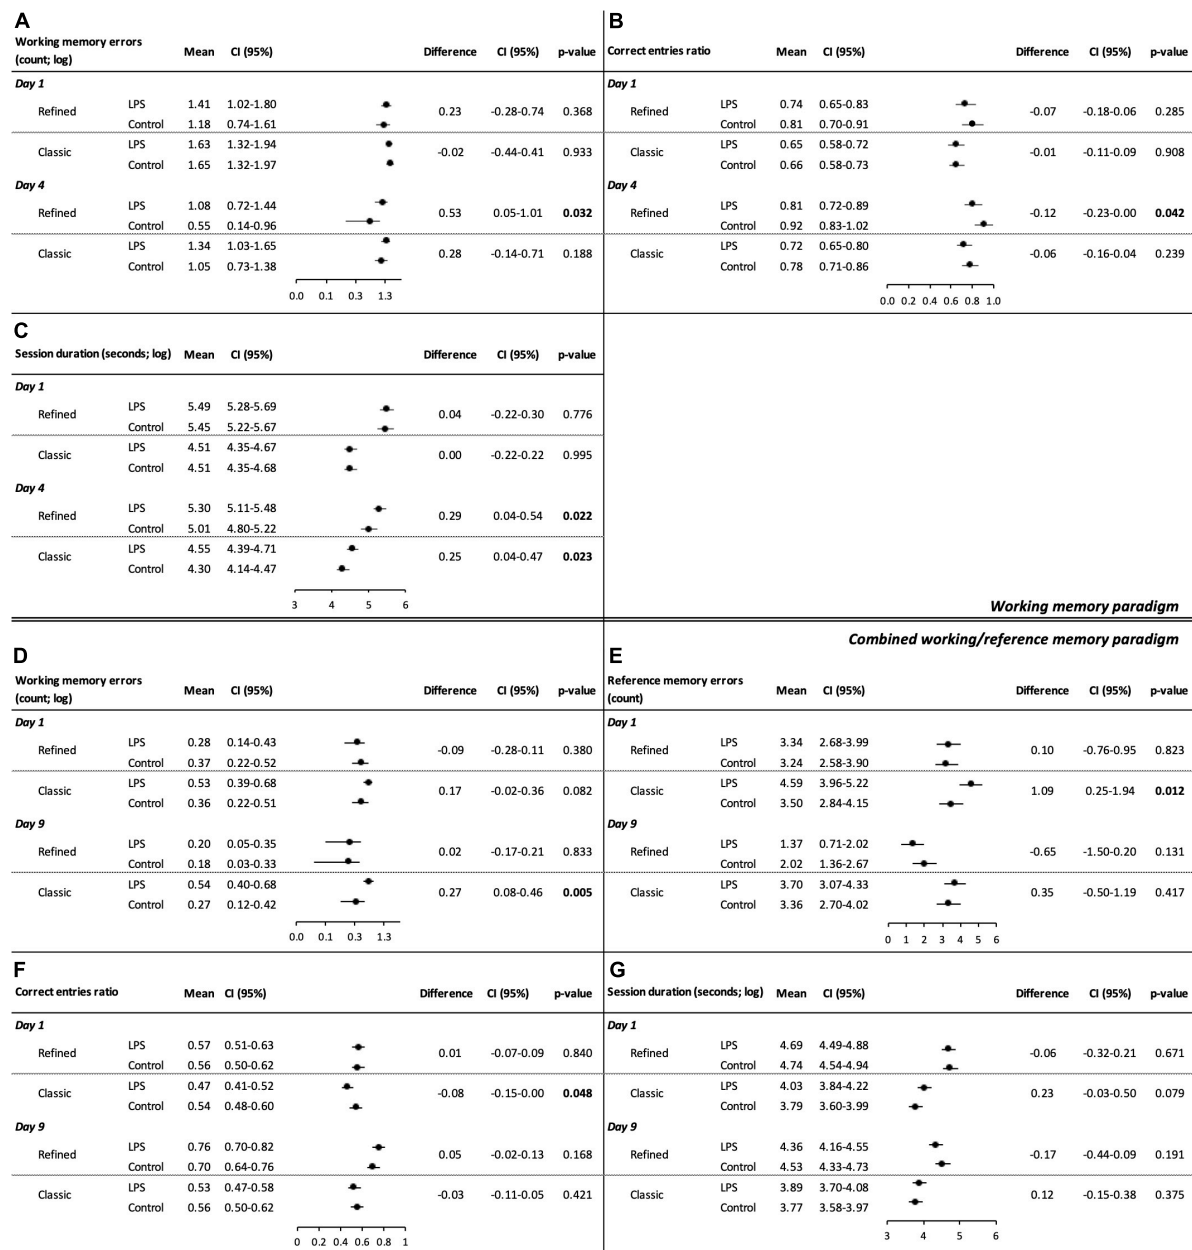 A
Working memory errors
(count; log) Mean CI (95%) Difference CI (95%) p-value
Day 1
Refined LPS 1.41 1.02-1.80 0.23 -0.28-0.74 0.368
Control 1.18 0.74-1.61
Classic LPS 1.63 1.32-1.94 -0.02 -0.44-0.41 0.933
Control 1.65 1.32-1.97
Day 4
Refined LPS 1.08 0.72-1.44 0.53 0.05-1.01 0.032
Control 0.55 0.14-0.96
Classic LPS 1.34 1.03-1.65 0.28 -0.14-0.71 0.188
Control 1.05 0.73-1.38
0.0 0.1 0.3 1.3
B
Correct entries ratio Mean CI (95%) Difference CI (95%) p-value
Day 1
Refined LPS 0.74 0.65-0.83 -0.07 -0.18-0.06 0.285
Control 0.81 0.70-0.91
Classic LPS 0.65 0.58-0.72 -0.01 -0.11-0.09 0.908
Control 0.66 0.58-0.73
Day 4
Refined LPS 0.81 0.72-0.89 -0.12 -0.23-0.00 0.042
Control 0.92 0.83-1.02
Classic LPS 0.72 0.65-0.80 -0.06 -0.16-0.04 0.239
Control 0.78 0.71-0.86
0.0 0.2 0.4 0.6 0.8 1.0
C
Session duration (seconds; log) Mean CI (95%) Difference CI (95%) p-value
Day 1
Refined LPS 5.49 5.28-5.69 0.04 -0.22-0.30 0.776
Control 5.45 5.22-5.67
Classic LPS 4.51 4.35-4.67 0.00 -0.22-0.22 0.995
Control 4.51 4.35-4.68
Day 4
Refined LPS 5.30 5.11-5.48 0.29 0.04-0.54 0.022
Control 5.01 4.80-5.22
Classic LPS 4.55 4.39-4.71 0.25 0.04-0.47 0.023
Control 4.30 4.14-4.47
3 4 5 6
Working memory paradigm
Combined working/reference memory paradigm
D
Working memory errors
(count; log) Mean CI (95%) Difference CI (95%) p-value
Day 1
Refined LPS 0.28 0.14-0.43 -0.09 -0.28-0.11 0.380
Control 0.37 0.22-0.52
Classic LPS 0.53 0.39-0.68 0.17 -0.02-0.36 0.082
Control 0.36 0.22-0.51
Day 9
Refined LPS 0.20 0.05-0.35 0.02 -0.17-0.21 0.833
Control 0.18 0.03-0.33
Classic LPS 0.54 0.40-0.68 0.27 0.08-0.46 0.005
Control 0.27 0.12-0.42
0.0 0.1 0.3 1.3
E
Reference memory errors
(count) Mean CI (95%) Difference CI (95%) p-value
Day 1
Refined LPS 3.34 2.68-3.99 0.10 -0.76-0.95 0.823
Control 3.24 2.58-3.90
Classic LPS 4.59 3.96-5.22 1.09 0.25-1.94 0.012
Control 3.50 2.84-4.15
Day 9
Refined LPS 1.37 0.71-2.02 -0.65 -1.50-0.20 0.131
Control 2.02 1.36-2.67
Classic LPS 3.70 3.07-4.33 0.35 -0.50-1.19 0.417
Control 3.36 2.70-4.02
0 1 2 3 4 5 6
F
Correct entries ratio Mean CI (95%) Difference CI (95%) p-value
Day 1
Refined LPS 0.57 0.51-0.63 0.01 -0.07-0.09 0.840
Control 0.56 0.50-0.62
Classic LPS 0.47 0.41-0.52 -0.08 -0.15-0.00 0.048
Control 0.54 0.48-0.60
Day 9
Refined LPS 0.76 0.70-0.82 0.05 -0.02-0.13 0.168
Control 0.70 0.64-0.76
Classic LPS 0.53 0.47-0.58 -0.03 -0.11-0.05 0.421
Control 0.56 0.50-0.62
0 0.2 0.4 0.6 0.8 1
G
Session duration (seconds; log) Mean CI (95%) Difference CI (95%) p-value
Day 1
Refined LPS 4.69 4.49-4.88 -0.06 -0.32-0.21 0.671
Control 4.74 4.54-4.94
Classic LPS 4.03 3.84-4.22 0.23 -0.03-0.50 0.079
Control 3.79 3.60-3.99
Day 9
Refined LPS 4.36 4.16-4.55 -0.17 -0.44-0.09 0.191
Control 4.53 4.33-4.73
Classic LPS 3.89 3.70-4.08 0.12 -0.15-0.38 0.375
Control 3.77 3.58-3.97
3 4 5 6